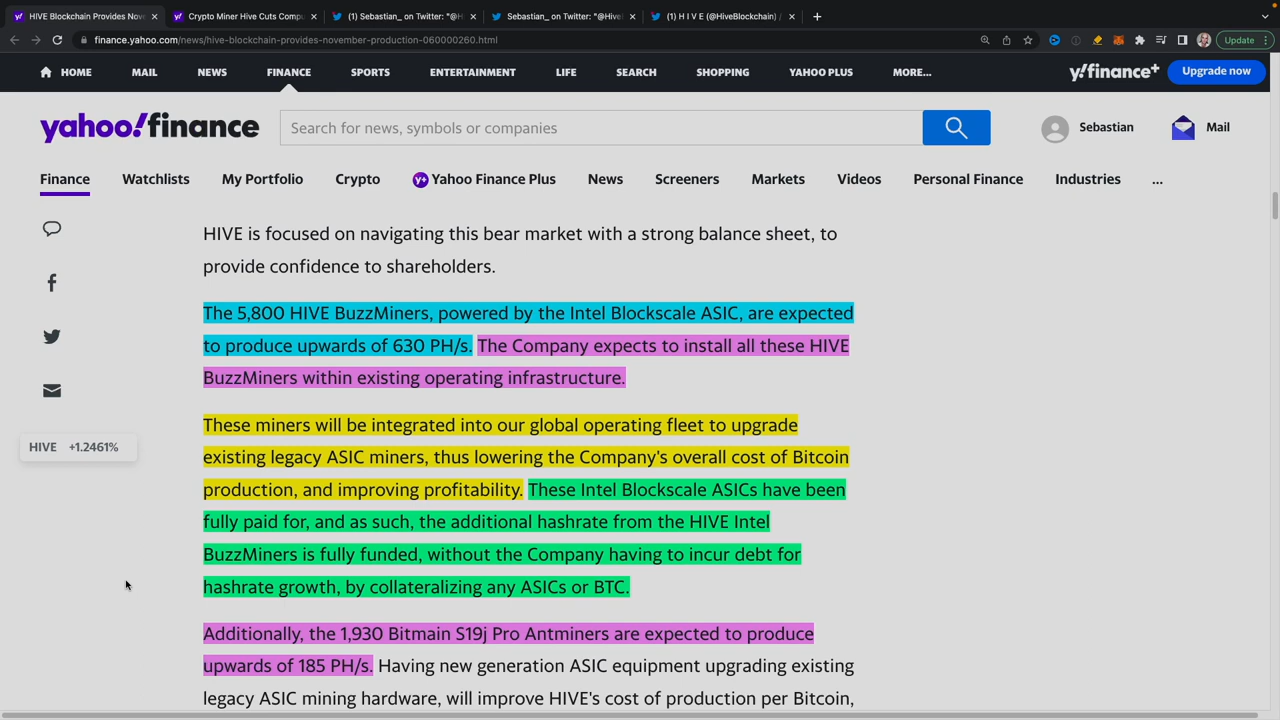 HIVE Blockchain Provides Nov
Crypto Miner Hive Cuts Compu
(1) Sebastian_ on Twitter: "@H
Sebastian_ on Twitter: "@Hive
(1) H I V E (@HiveBlockchain) /
finance.yahoo.com/news/hive-blockchain-provides-november-production-060000260.html
Update
HOME MAIL NEWS FINANCE SPORTS ENTERTAINMENT LIFE SEARCH SHOPPING YAHOO PLUS MORE...
y!finance+ Upgrade now
yahoo!finance
Search for news, symbols or companies
Sebastian
Mail
Finance Watchlists My Portfolio Crypto y+ Yahoo Finance Plus News Screeners Markets Videos Personal Finance Industries ...
HIVE is focused on navigating this bear market with a strong balance sheet, to
provide confidence to shareholders.
The 5,800 HIVE BuzzMiners, powered by the Intel Blockscale ASIC, are expected
to produce upwards of 630 PH/s. The Company expects to install all these HIVE
BuzzMiners within existing operating infrastructure.
These miners will be integrated into our global operating fleet to upgrade
existing legacy ASIC miners, thus lowering the Company's overall cost of Bitcoin
production, and improving profitability. These Intel Blockscale ASICs have been
fully paid for, and as such, the additional hashrate from the HIVE Intel
BuzzMiners is fully funded, without the Company having to incur debt for
hashrate growth, by collateralizing any ASICs or BTC.
Additionally, the 1,930 Bitmain S19j Pro Antminers are expected to produce
upwards of 185 PH/s. Having new generation ASIC equipment upgrading existing
legacy ASIC mining hardware, will improve HIVE's cost of production per Bitcoin,
HIVE +1.2461%